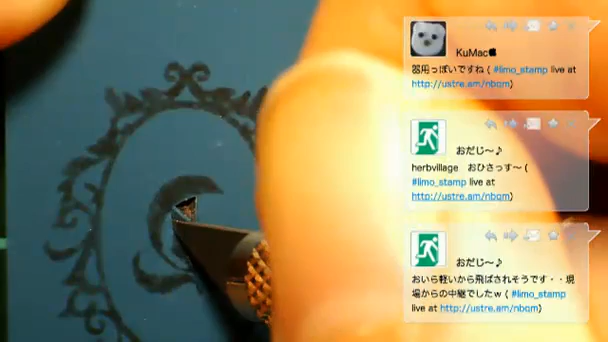 KuMac
器用っぽいですね ( #limo_stamp live at
http://ustre.am/nbqm)
おだじ〜♪
herbvillage おひさっす〜 (
#limo_stamp live at
http://ustre.am/nbqm)
おだじ〜♪
おいら軽いから飛ばされそうです・・現
場からの中継でしたｗ ( #limo_stamp
live at http://ustre.am/nbqm)